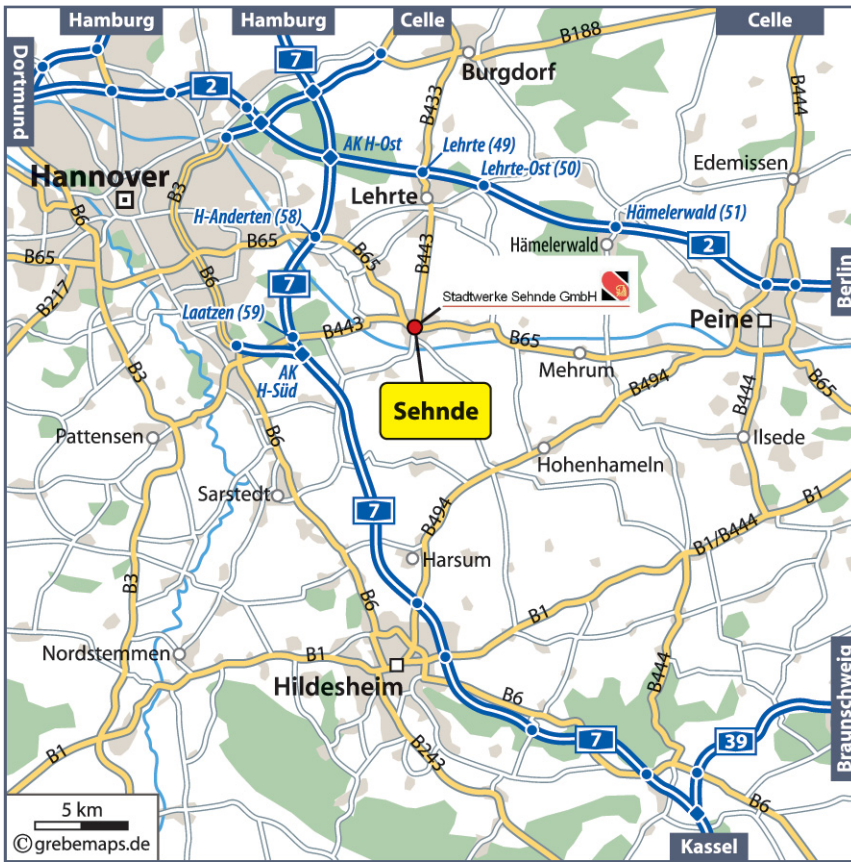 Hamburg
Hamburg
Celle
Celle
Dortmund
7
B188
2
Burgdorf
B433
B444
AK H-Ost
Lehrte (49)
Lehrte-Ost (50)
Edemissen
Hannover
B3
B6
Lehrte
H-Anderten (58)
Hämelerwald (51)
B65
B65
B65
Hämelerwald
2
B6
B443
Berlin
7
B217
Stadtwerke Sehnde GmbH
Laatzen (59)
B443
Peine
B65
AK
H-Süd
Mehrum
B3
B494
B65
Sehnde
B444
B6
Pattensen
Ilsede
Hohenhameln
Sarstedt
B1
7
B494
B1/B444
Harsum
B3
B6
B1
Nordstemmen
B1
B444
Hildesheim
B6
Braunschweig
7
39
B1
B243
B6
5 km
©grebemaps.de
Kassel